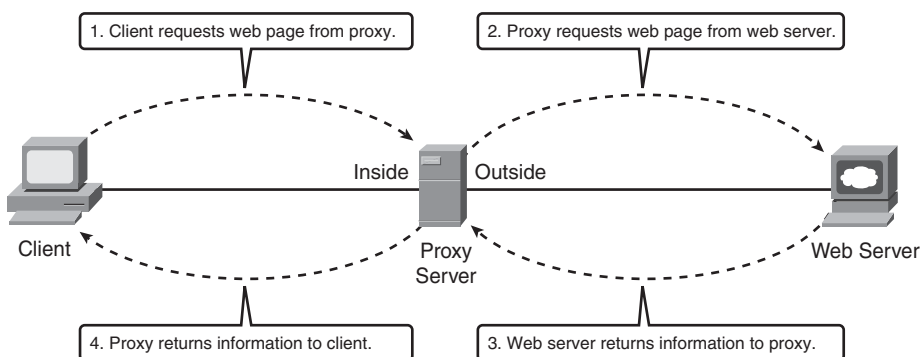 1. Client requests web page from proxy.
2. Proxy requests web page from web server.
Inside
Outside
Client
Proxy
Server
Web Server
4. Proxy returns information to client.
3. Web server returns information to proxy.